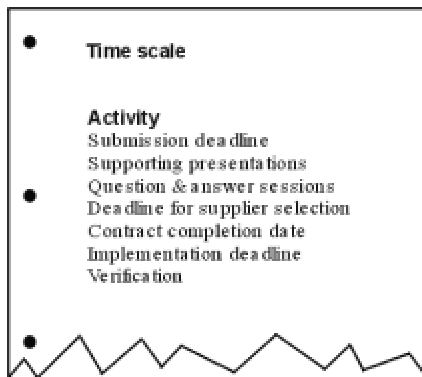 Time scale
Activity
Submission deadline
Supporting presentations
Question & answer sessions
Deadline for supplier selection
Contract completion date
Implementation deadline
Verification